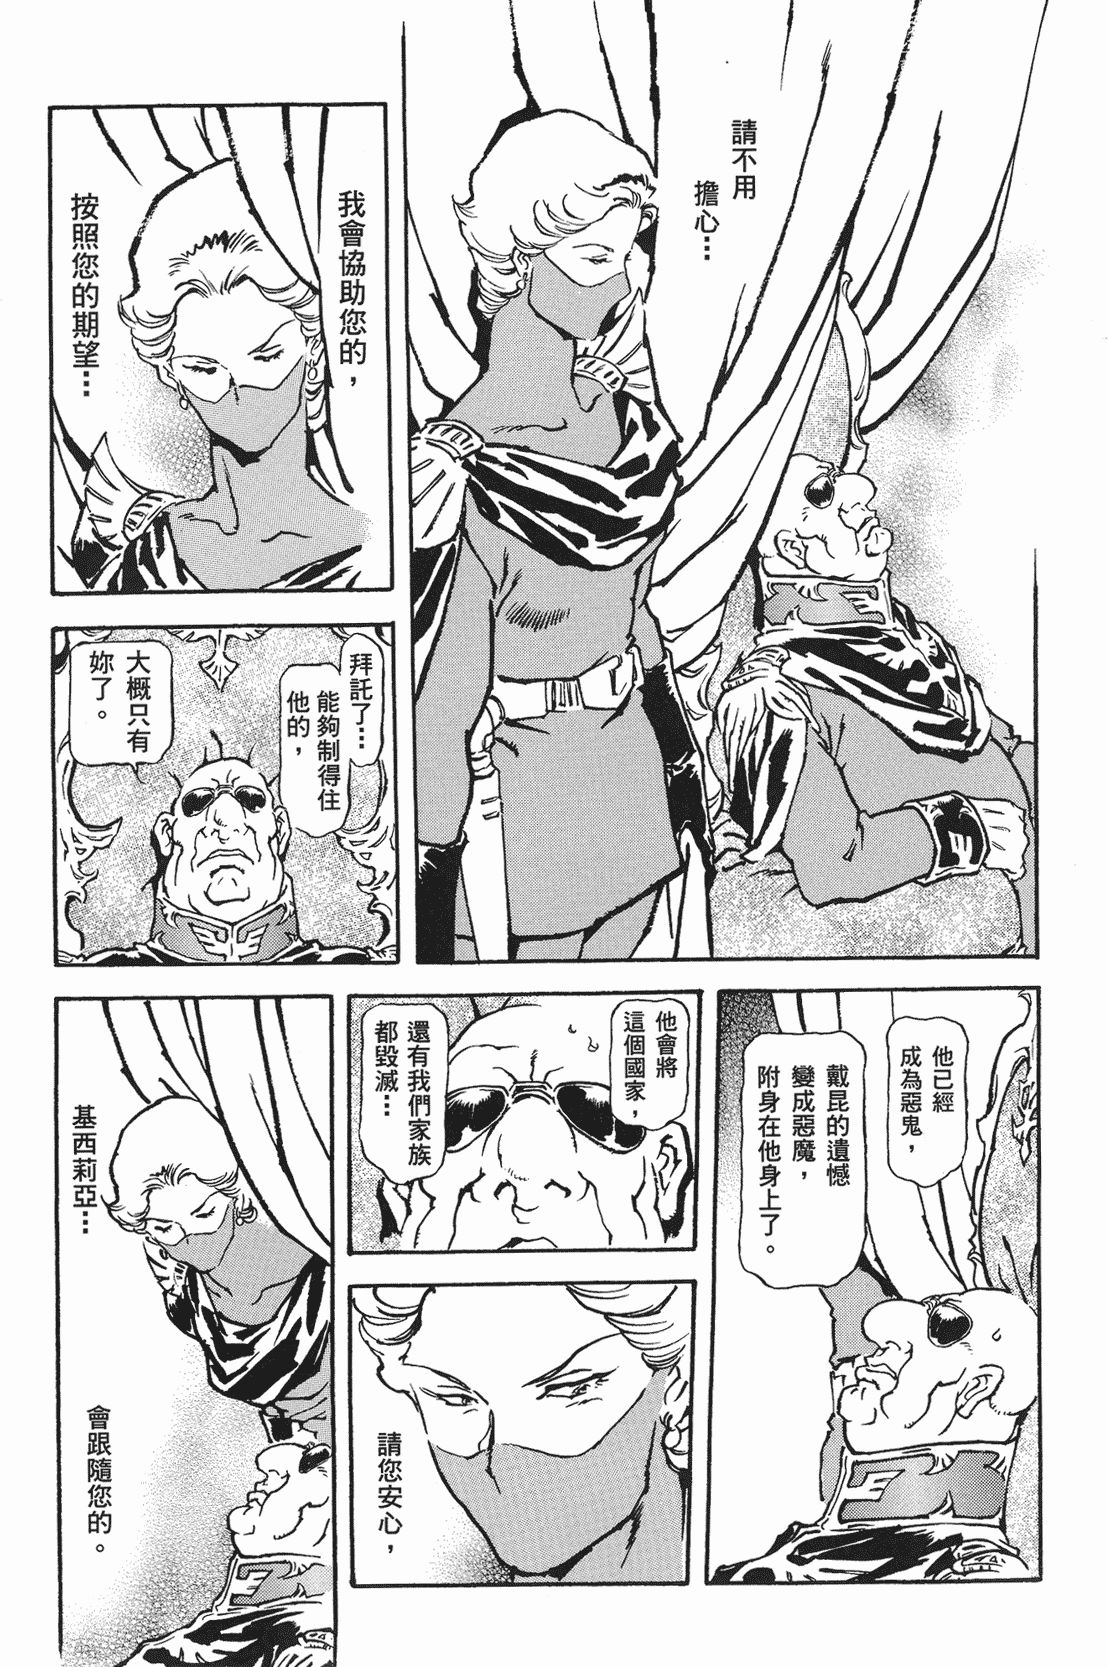 請不用
擔心…
我會協助您的，
按照您的期望…
拜託了…
能夠制得住
他的，
大概只有
妳了。
他已經
成為惡鬼，
戴昆的遺憾
變成惡魔，
附身在他身上了。
他會將
這個國家，
還有我們家族
都毀滅…
請您安心，
基西莉亞…
會跟隨您的。